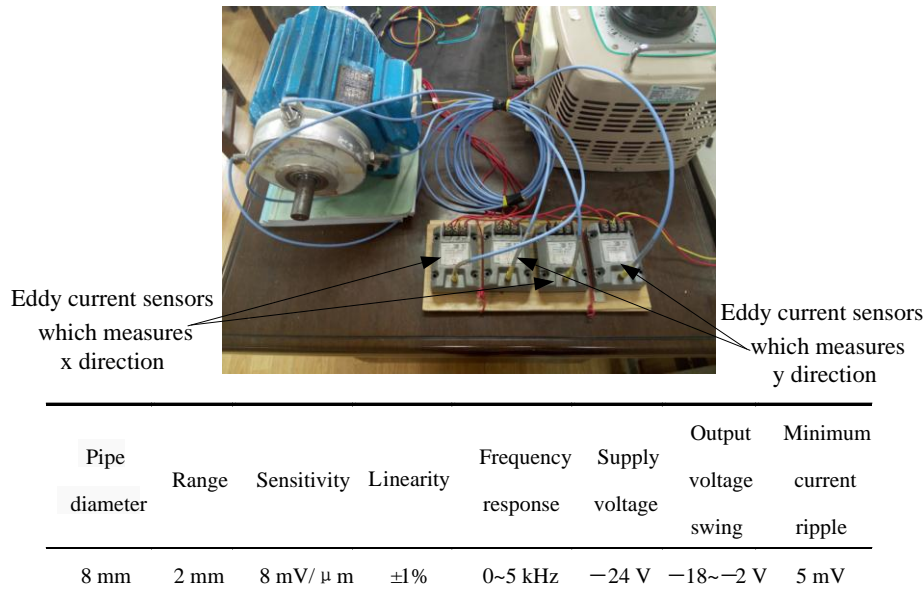 Eddy current sensors
which measures
x direction
Eddy current sensors
which measures
y direction
Pipe
diameter
Range
Sensitivity
Linearity
Frequency
response
Supply
voltage
Output
voltage
swing
Minimum
current
ripple
8 mm 2 mm 8 mV/μm ±1% 0~5 kHz －24 V －18~－2 V 5 mV